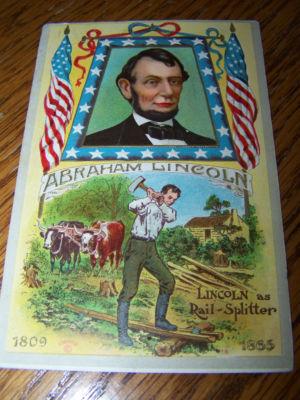 ABRAHAM LINCOLN
LINCOLN as
Rail-Splitter
1809 1865